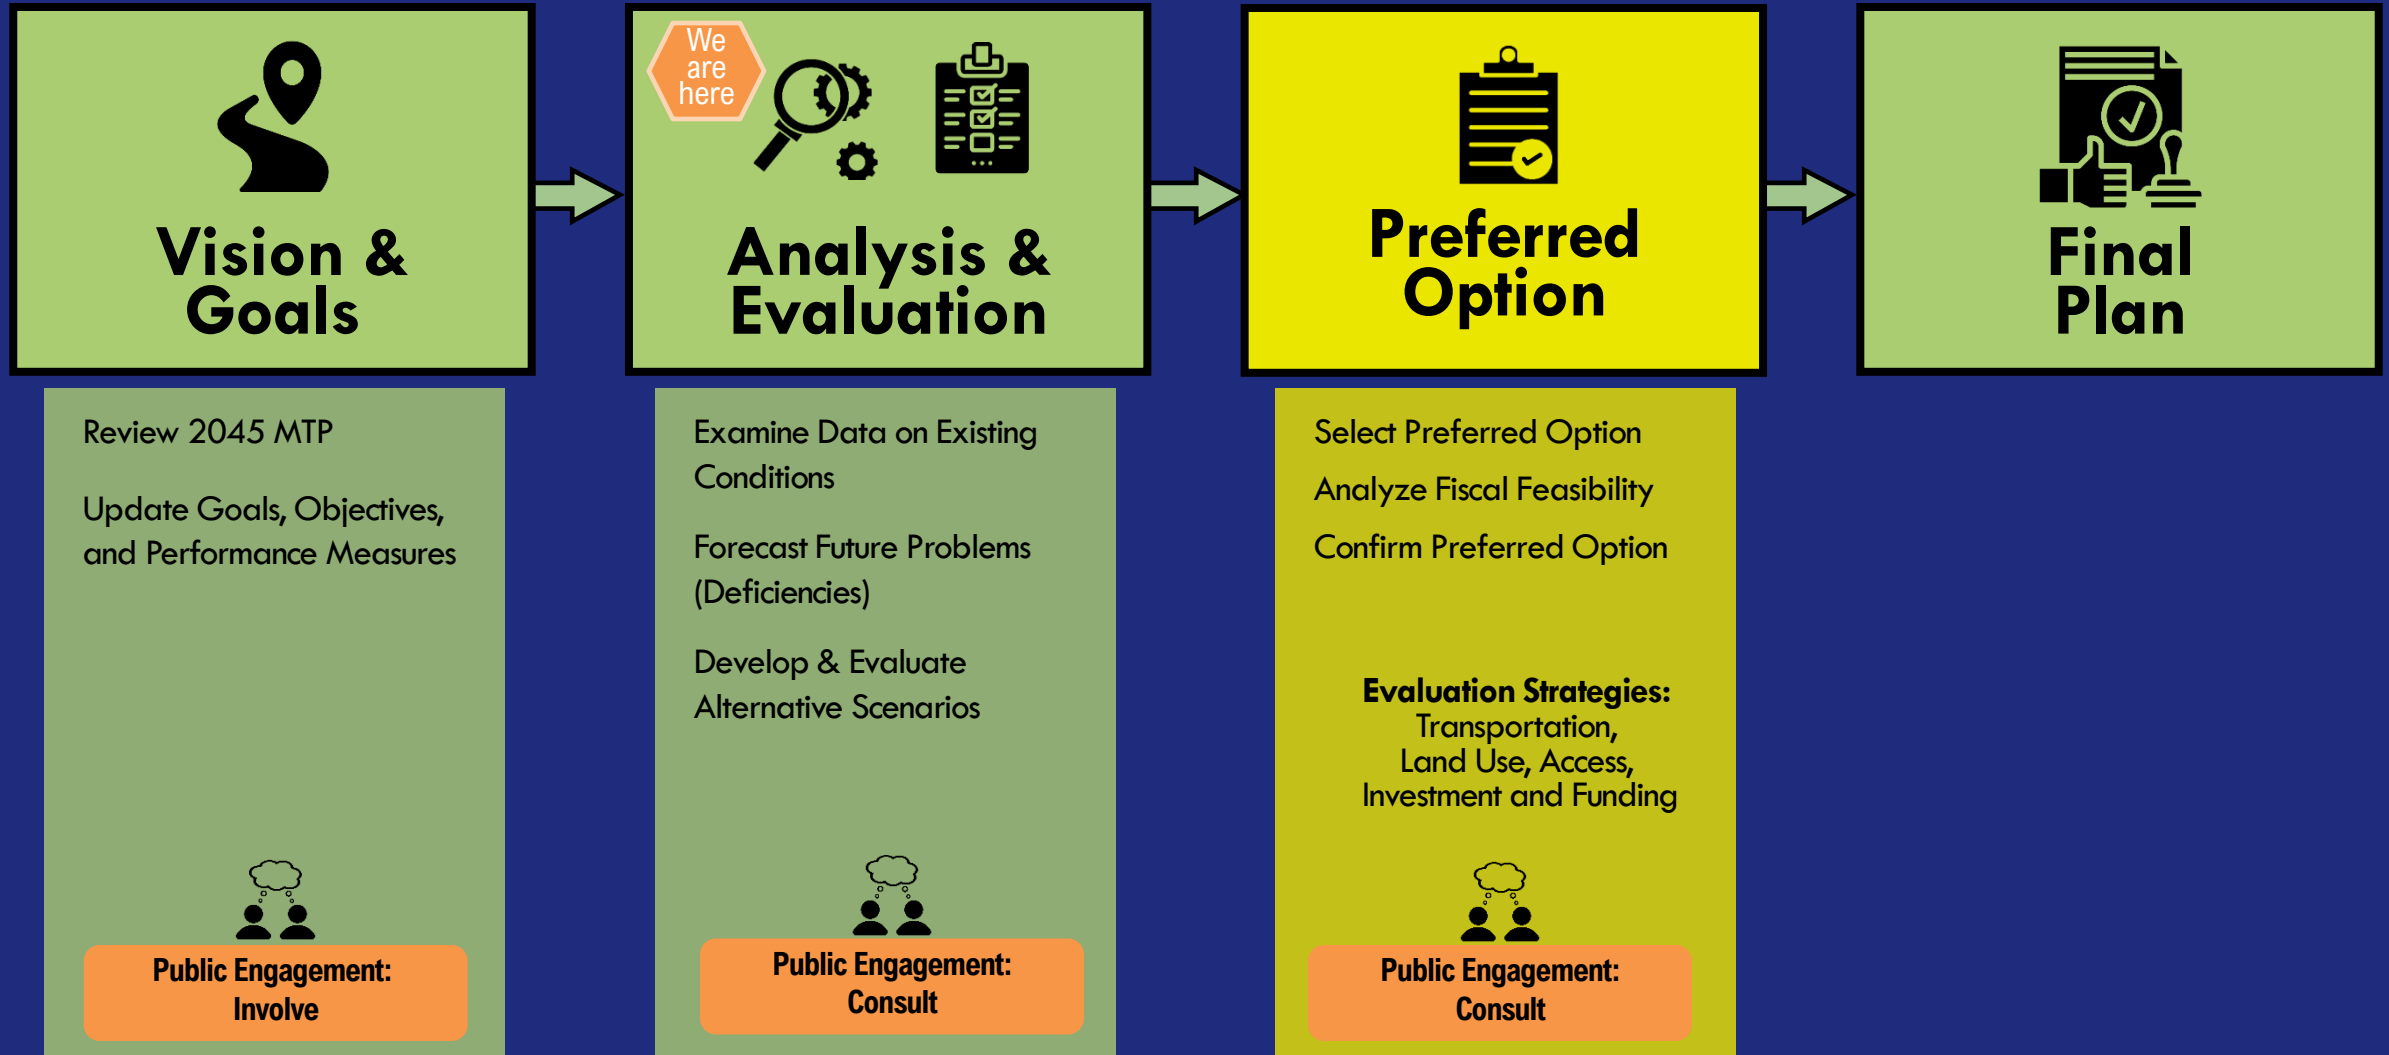 We
are
here
Vision &
Goals
Analysis &
Evaluation
Preferred
Option
Final
Plan
Review 2045 MTP
Update Goals, Objectives,
and Performance Measures
Public Engagement:
Involve
Examine Data on Existing
Conditions
Forecast Future Problems
(Deficiencies)
Develop & Evaluate
Alternative Scenarios
Public Engagement:
Consult
Select Preferred Option
Analyze Fiscal Feasibility
Confirm Preferred Option
Evaluation Strategies:
Transportation,
Land Use, Access,
Investment and Funding
Public Engagement:
Consult